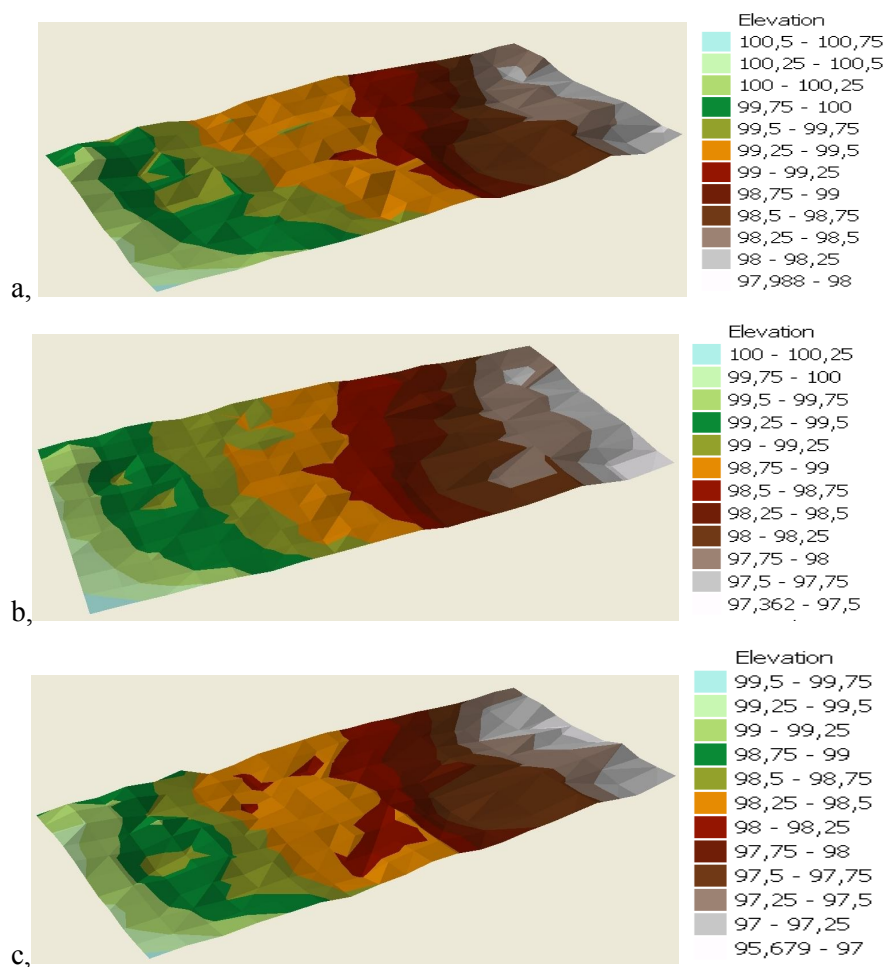 Elevation
100,5 - 100,75
100,25 - 100,5
100 - 100,25
99,75 - 100
99,5 - 99,75
99,25 - 99,5
99 - 99,25
98,75 - 99
98,5 - 98,75
98,25 - 98,5
98 - 98,25
97,988 - 98
a,
Elevation
100 - 100,25
99,75 - 100
99,5 - 99,75
99,25 - 99,5
99 - 99,25
98,75 - 99
98,5 - 98,75
98,25 - 98,5
98 - 98,25
97,75 - 98
97,5 - 97,75
97,362 - 97,5
b,
Elevation
99,5 - 99,75
99,25 - 99,5
99 - 99,25
98,75 - 99
98,5 - 98,75
98,25 - 98,5
98 - 98,25
97,75 - 98
97,5 - 97,75
97,25 - 97,5
97 - 97,25
95,679 - 97
c,